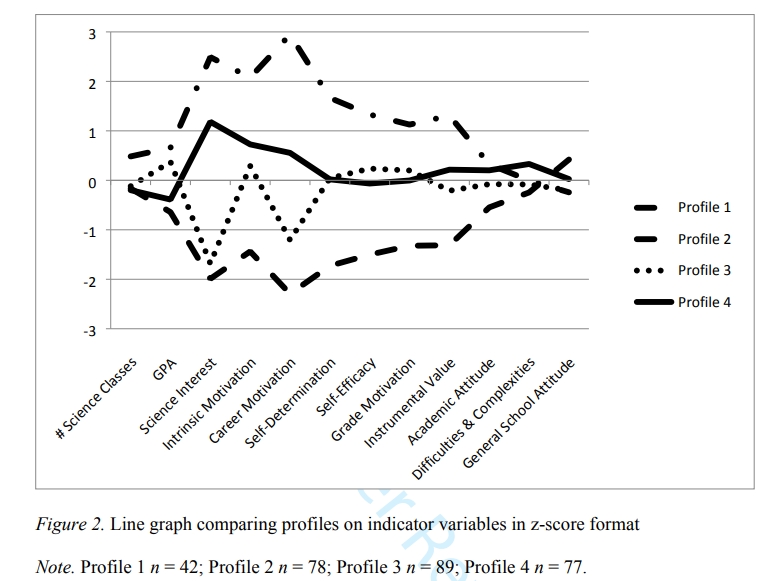 3
2
1
0
-1
-2
-3
# Science Classes
GPA
Science Interest
Intrinsic Motivation
Career Motivation
Self-Determination
Self-Efficacy
Grade Motivation
Instrumental Value
Academic Attitude
Difficulties & Complexities
General School Attitude
Profile 1
Profile 2
Profile 3
Profile 4
Figure 2. Line graph comparing profiles on indicator variables in z-score format
Note. Profile 1 n = 42; Profile 2 n = 78; Profile 3 n = 89; Profile 4 n = 77.